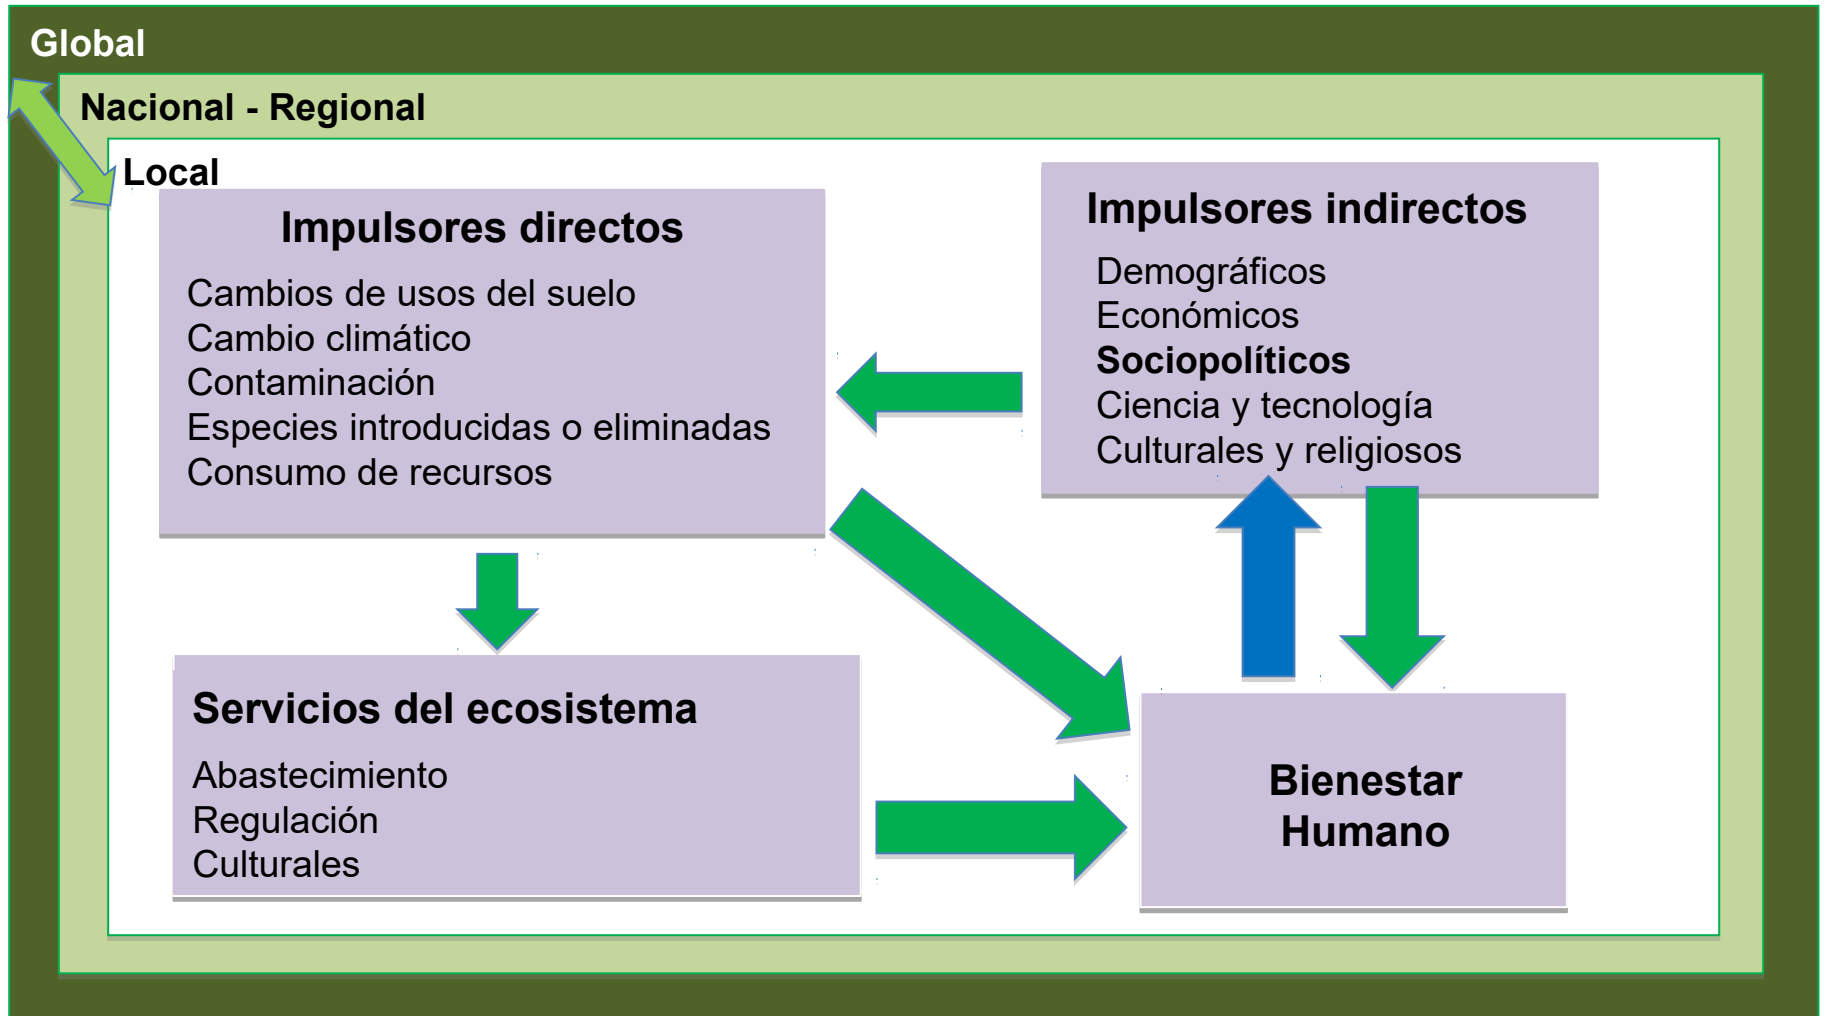 Global
Nacional - Regional
Local
Impulsores directos
Cambios de usos del suelo
Cambio climático
Contaminación
Especies introducidas o eliminadas
Consumo de recursos
Impulsores indirectos
Demográficos
Económicos
Sociopolíticos
Ciencia y tecnología
Culturales y religiosos
Servicios del ecosistema
Abastecimiento
Regulación
Culturales
Bienestar
Humano